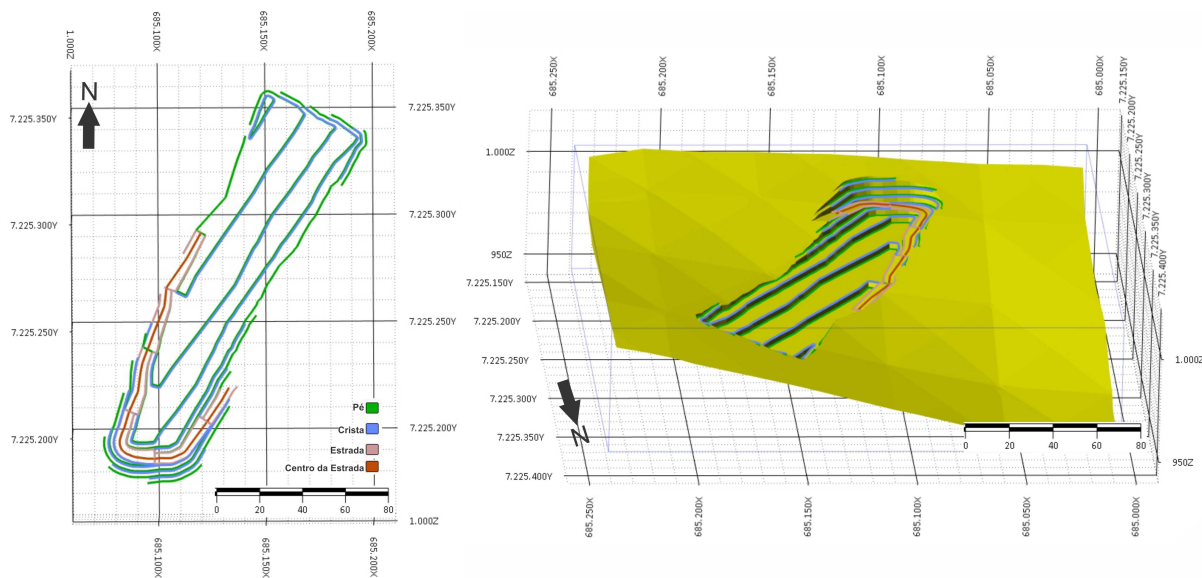 1.000Z
685.100X
685.150X
685.200X
N
7.225.350Y
7.225.350Y
7.225.300Y
7.225.300Y
7.225.250Y
7.225.250Y
7.225.200Y
7.225.200Y
Pé
Crista
Estrada
Centro da Estrada
0 20 40 60 80
1.000Z
685.100X
685.150X
685.200X
685.250X
685.200X
685.150X
685.100X
685.050X
685.000X
7.225.150Y
7.225.200Y
7.225.250Y
7.225.300Y
7.225.350Y
7.225.400Y
1.000Z
950Z
7.225.150Y
7.225.200Y
7.225.250Y
7.225.300Y
7.225.350Y
7.225.400Y
N
1.000Z
950Z
0 20 40 60 80
685.250X
685.200X
685.150X
685.100X
685.050X
685.000X